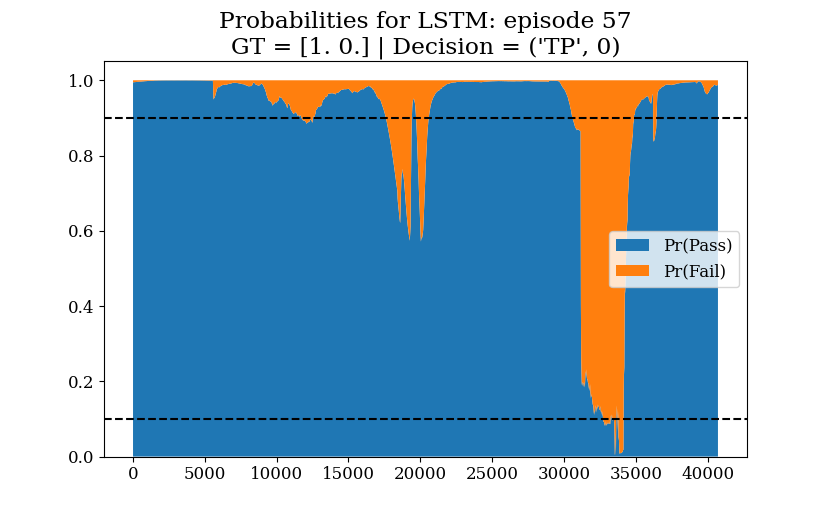 Probabilities for LSTM: episode 57
GT = [1. 0.] | Decision = ('TP', 0)
1.0
0.8
0.6
0.4
0.2
0.0
Pr(Pass)
Pr(Fail)
0 5000 10000 15000 20000 25000 30000 35000 40000